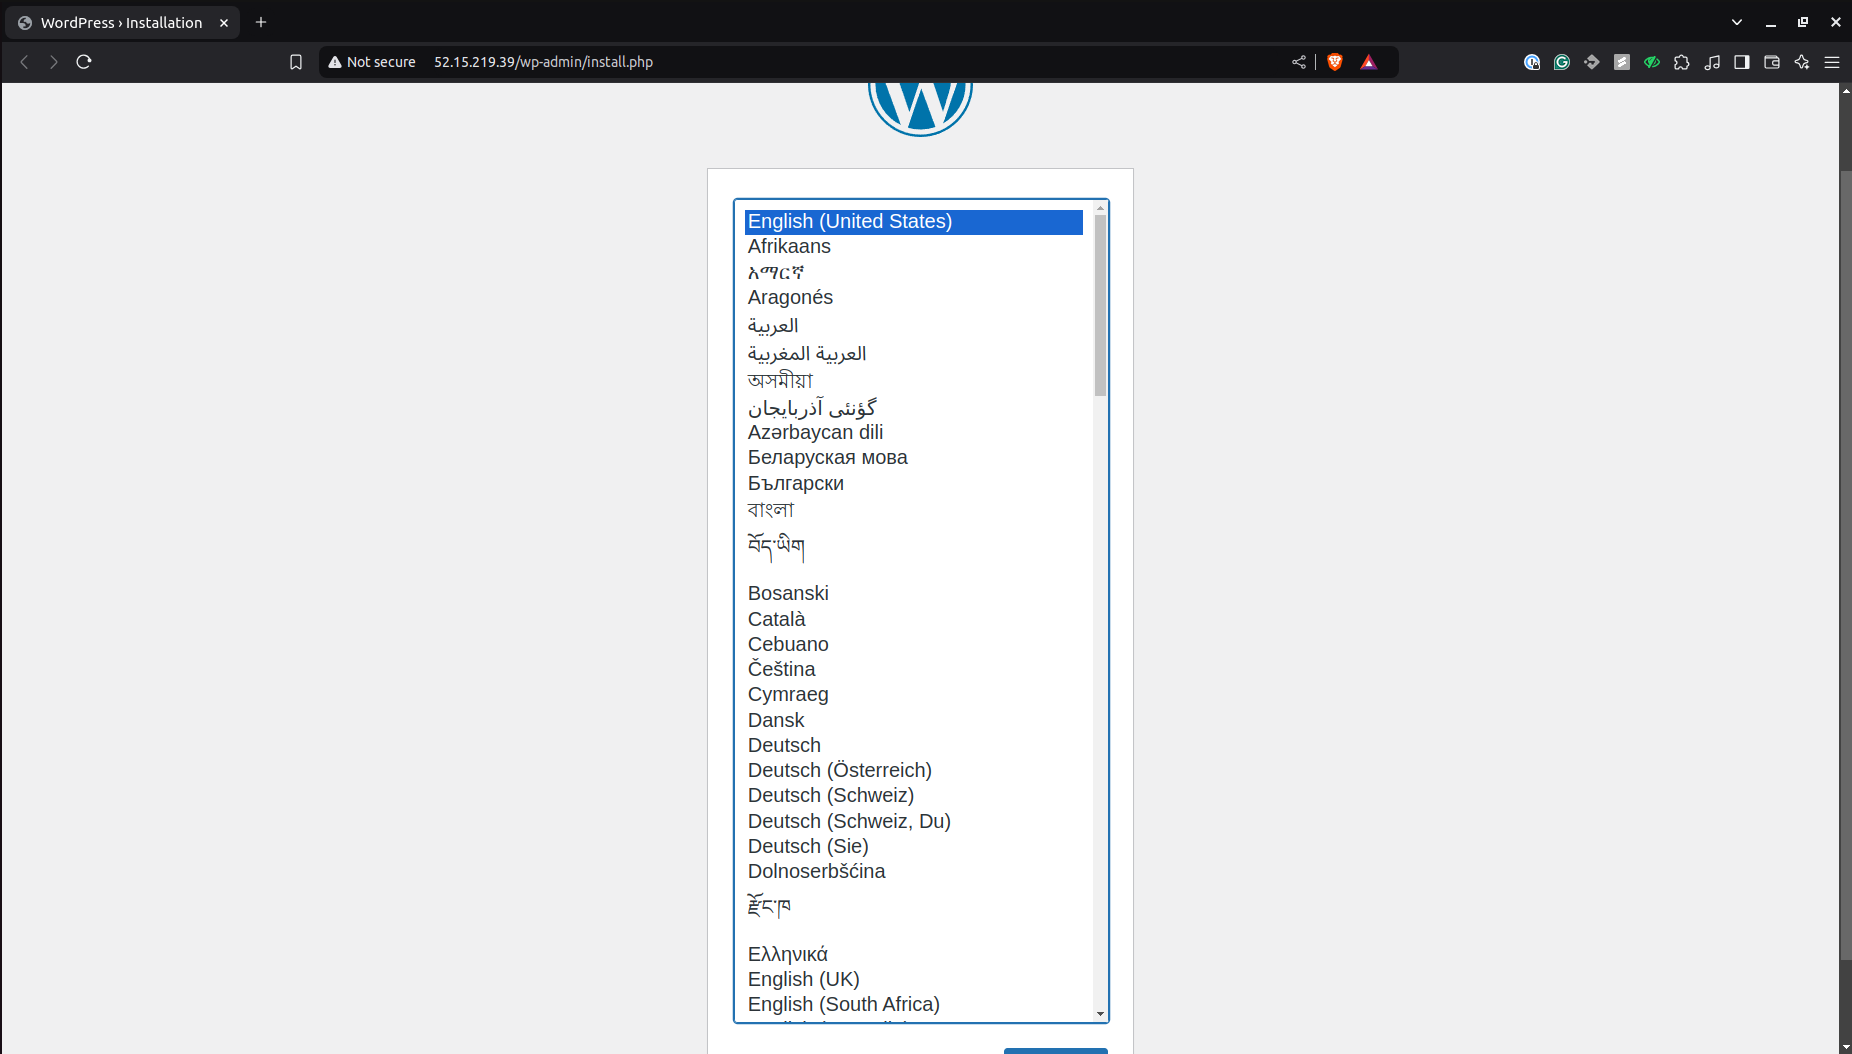 WordPress › Installation
Not secure 52.15.219.39/wp-admin/install.php
English (United States)
Afrikaans
አማርኛ
Aragonés
العربية
العربية المغربية
অসমীয়া
گؤنئی آذربایجان
Azərbaycan dili
Беларуская мова
Български
বাংলা
བོད་ཡིག
Bosanski
Català
Cebuano
Čeština
Cymraeg
Dansk
Deutsch
Deutsch (Österreich)
Deutsch (Schweiz)
Deutsch (Schweiz, Du)
Deutsch (Sie)
Dolnoserbšćina
རྫོང་ཁ
Ελληνικά
English (UK)
English (South Africa)